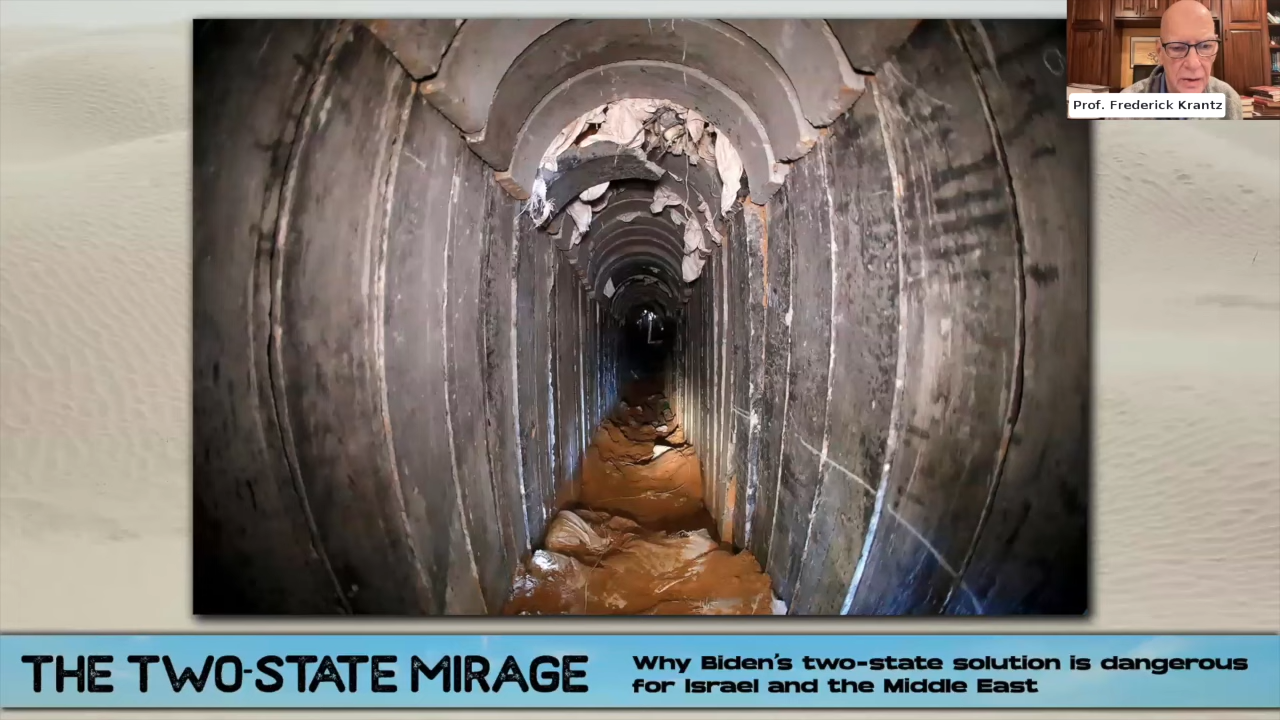 Prof. Frederick Krantz
THE TWO-STATE MIRAGE
Why Biden's two-state solution is dangerous
for Israel and the Middle East